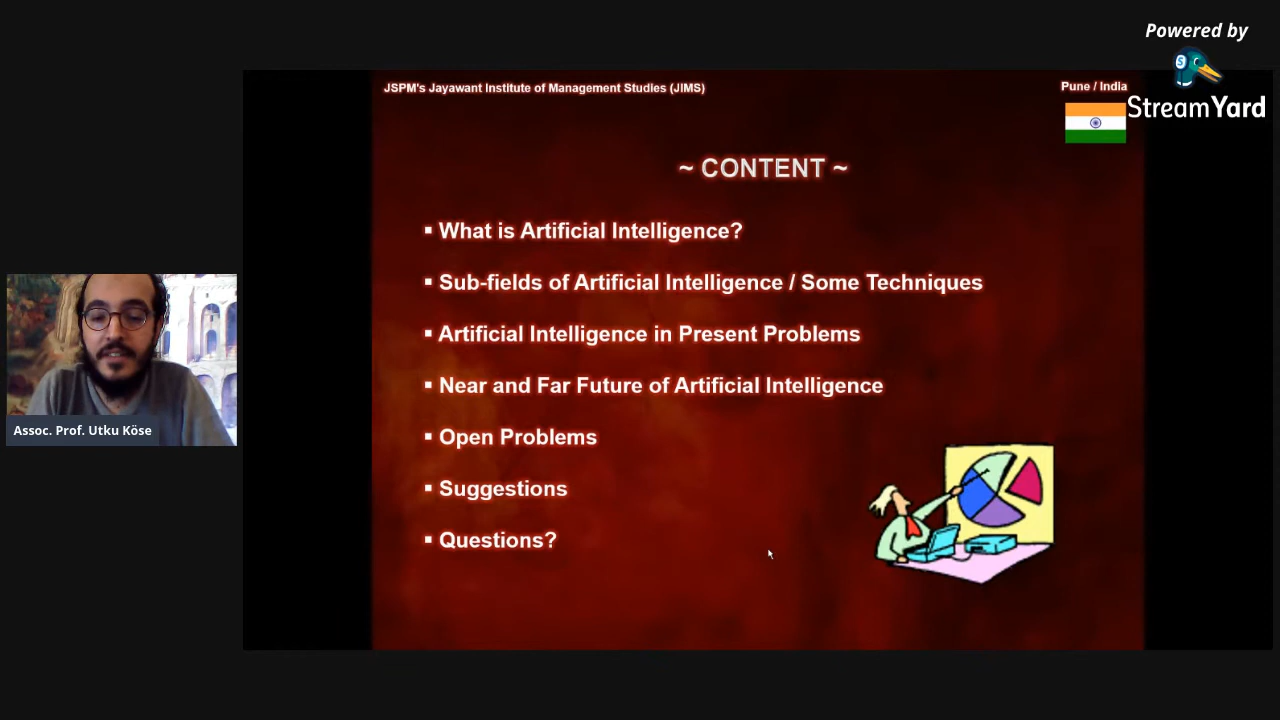 Powered by
StreamYard
JSPM's Jayawant Institute of Management Studies (JIMS)
Pune / India
~ CONTENT ~
▪ What is Artificial Intelligence?
▪ Sub-fields of Artificial Intelligence / Some Techniques
▪ Artificial Intelligence in Present Problems
▪ Near and Far Future of Artificial Intelligence
▪ Open Problems
▪ Suggestions
▪ Questions?
Assoc. Prof. Utku Köse